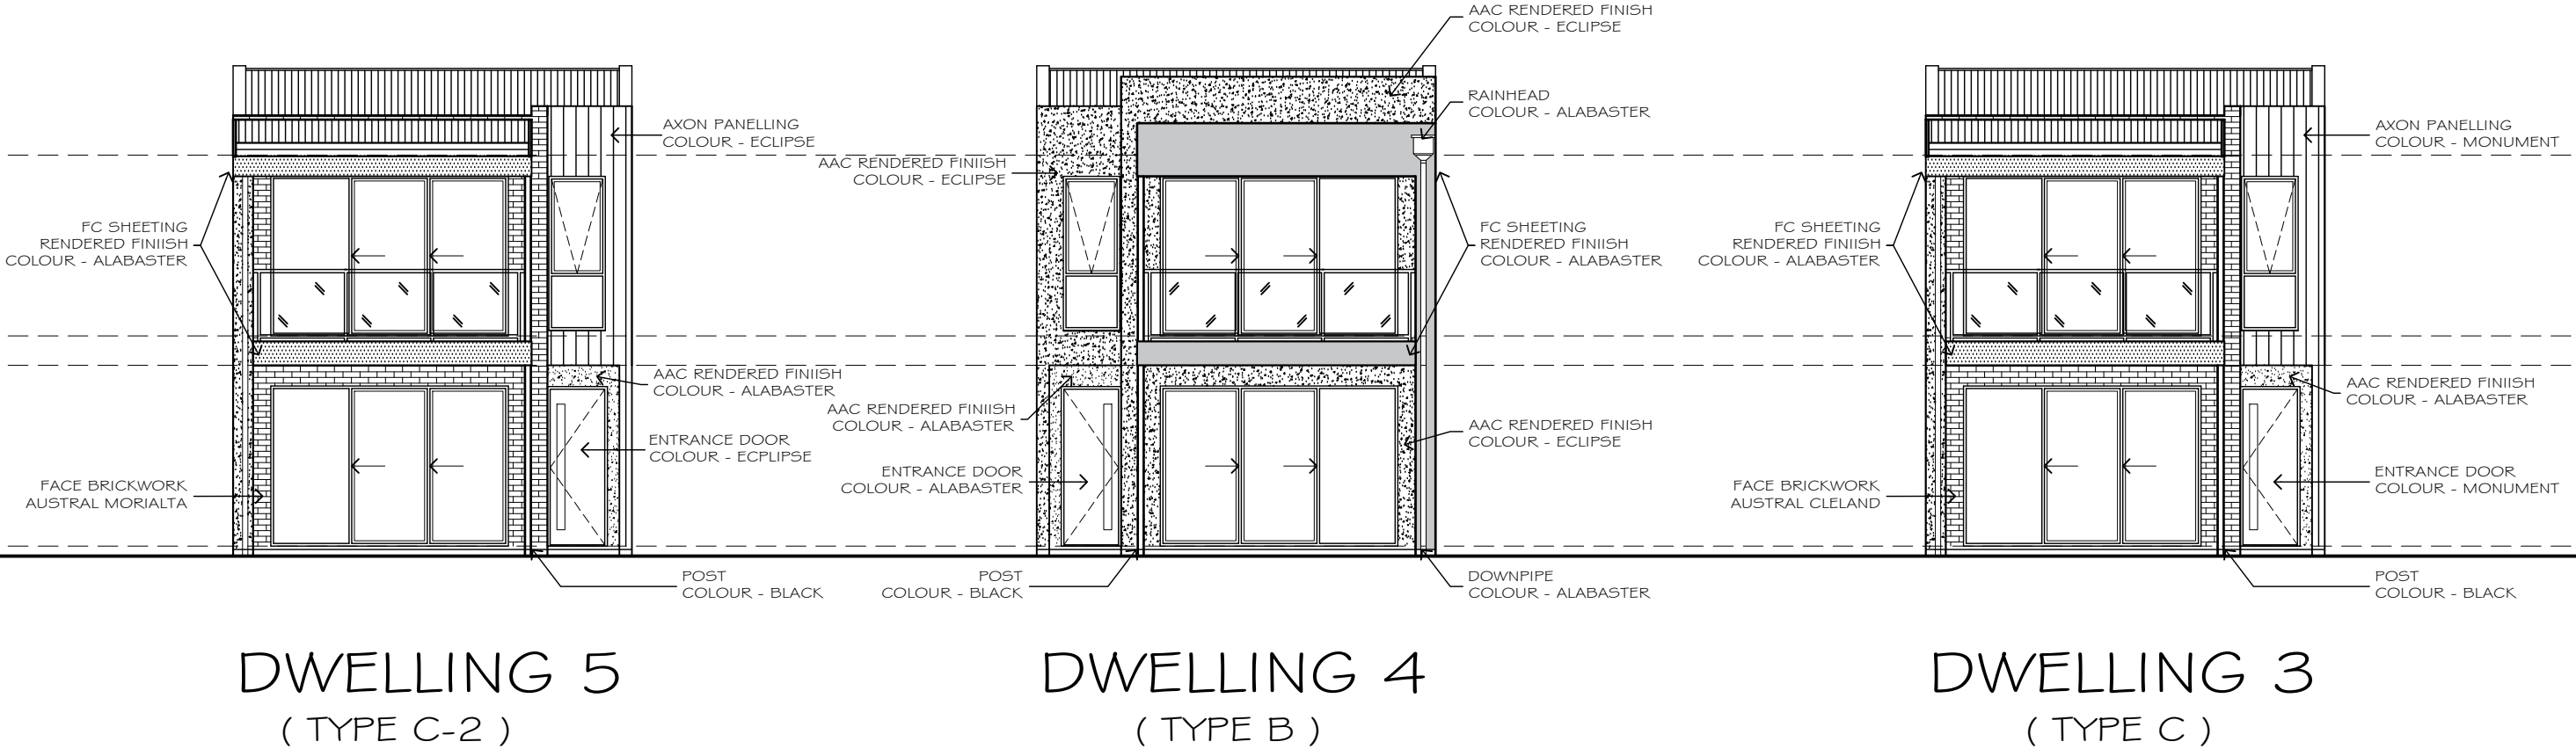 AXON PANELLING
COLOUR - ECLIPSE
FC SHEETING
RENDERED FINIISH
COLOUR - ALABASTER
AAC RENDERED FINIISH
COLOUR - ALABASTER
ENTRANCE DOOR
COLOUR - ECPLIPSE
FACE BRICKWORK
AUSTRAL MORIALTA
POST
COLOUR - BLACK
DWELLING 5
( TYPE C-2 )
AAC RENDERED FINIISH
COLOUR - ECLIPSE
RAINHEAD
COLOUR - ALABASTER
AAC RENDERED FINIISH
COLOUR - ECLIPSE
FC SHEETING
RENDERED FINIISH
COLOUR - ALABASTER
AAC RENDERED FINIISH
COLOUR - ALABASTER
AAC RENDERED FINIISH
COLOUR - ECLIPSE
ENTRANCE DOOR
COLOUR - ALABASTER
POST
COLOUR - BLACK
DOWNPIPE
COLOUR - ALABASTER
DWELLING 4
( TYPE B )
AXON PANELLING
COLOUR - MONUMENT
FC SHEETING
RENDERED FINIISH
COLOUR - ALABASTER
AAC RENDERED FINIISH
COLOUR - ALABASTER
ENTRANCE DOOR
COLOUR - MONUMENT
FACE BRICKWORK
AUSTRAL CLELAND
POST
COLOUR - BLACK
DWELLING 3
( TYPE C )